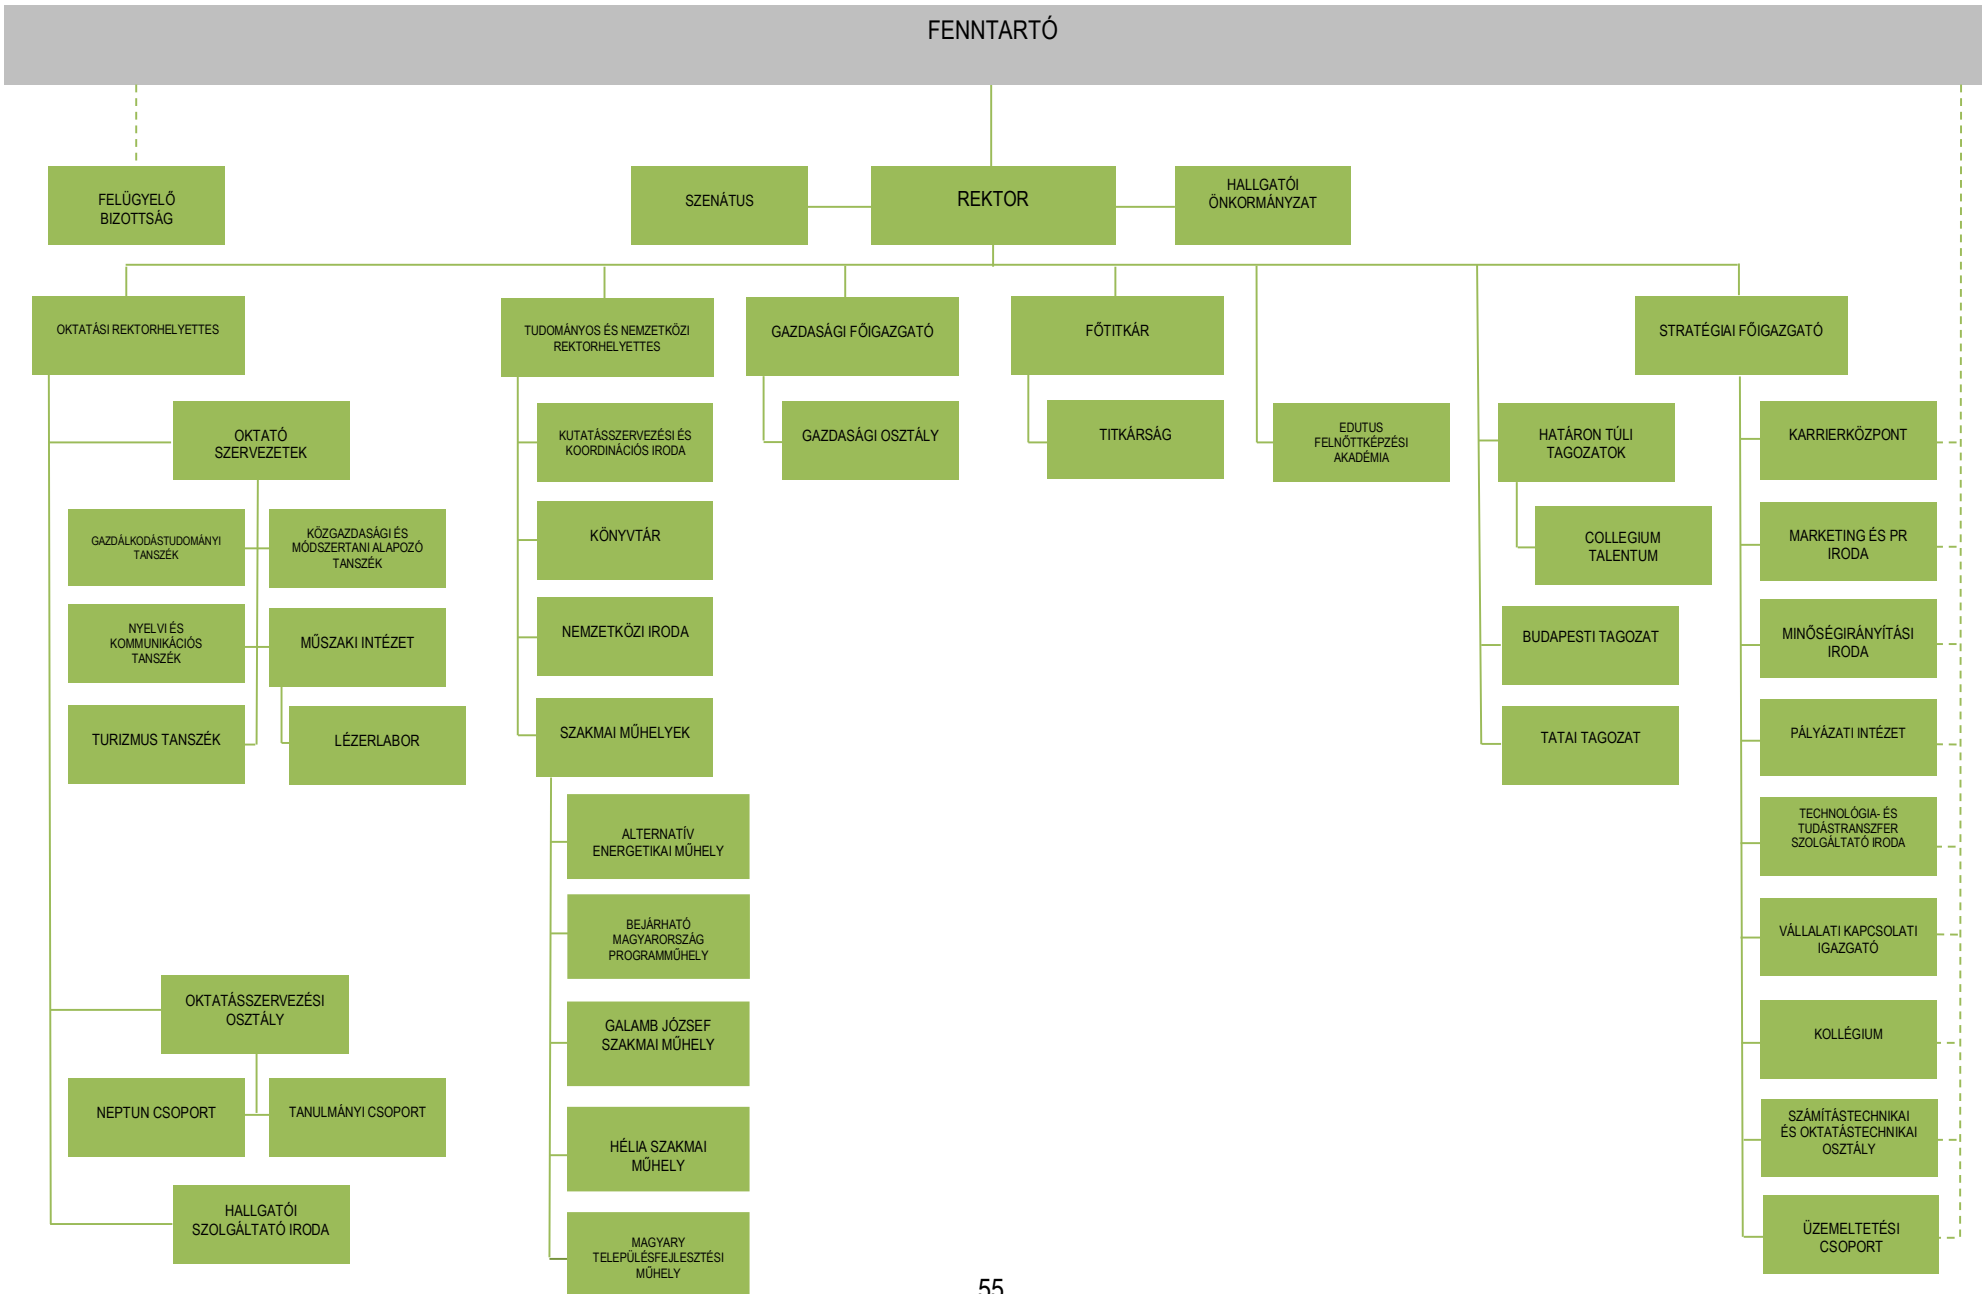 FENNTARTÓ
FELÜGYELŐ
BIZOTTSÁG
SZENÁTUS
REKTOR
HALLGATÓI
ÖNKORMÁNYZAT
OKTATÁSI REKTORHELYETTES
TUDOMÁNYOS ÉS NEMZETKÖZI
REKTORHELYETTES
GAZDASÁGI FŐIGAZGATÓ
FŐTITKÁR
STRATÉGIAI FŐIGAZGATÓ
OKTATÓ
SZERVEZETEK
GAZDÁLKODÁSTUDOMÁNYI
TANSZÉK
KÖZGAZDASÁGI ÉS
MÓDSZERTANI ALAPOZÓ
TANSZÉK
NYELVI ÉS
KOMMUNIKÁCIÓS
TANSZÉK
MŰSZAKI INTÉZET
TURIZMUS TANSZÉK
LÉZERLABOR
OKTATÁSSZERVEZÉSI
OSZTÁLY
NEPTUN CSOPORT
TANULMÁNYI CSOPORT
HALLGATÓI
SZOLGÁLTATÓ IRODA
KUTATÁSSZERVEZÉSI ÉS
KOORDINÁCIÓS IRODA
KÖNYVTÁR
NEMZETKÖZI IRODA
SZAKMAI MŰHELYEK
ALTERNATÍV
ENERGETIKAI MŰHELY
BEJÁRHATÓ
MAGYARORSZÁG
PROGRAMMŰHELY
GALAMB JÓZSEF
SZAKMAI MŰHELY
HÉLIA SZAKMAI
MŰHELY
MAGYARY
TELEPÜLÉSFEJLESZTÉSI
MŰHELY
GAZDASÁGI OSZTÁLY
TITKÁRSÁG
EDUTUS
FELNŐTTKÉPZÉSI
AKADÉMIA
HATÁRON TÚLI
TAGOZATOK
COLLEGIUM
TALENTUM
BUDAPESTI TAGOZAT
TATAI TAGOZAT
KARRIERKÖZPONT
MARKETING ÉS PR
IRODA
MINŐSÉGIRÁNYÍTÁSI
IRODA
PÁLYÁZATI INTÉZET
TECHNOLÓGIA- ÉS
TUDÁSTRANSZFER
SZOLGÁLTATÓ IRODA
VÁLLALATI KAPCSOLATI
IGAZGATÓ
KOLLÉGIUM
SZÁMÍTÁSTECHNIKAI
ÉS OKTATÁSTECHNIKAI
OSZTÁLY
ÜZEMELTETÉSI
CSOPORT
55